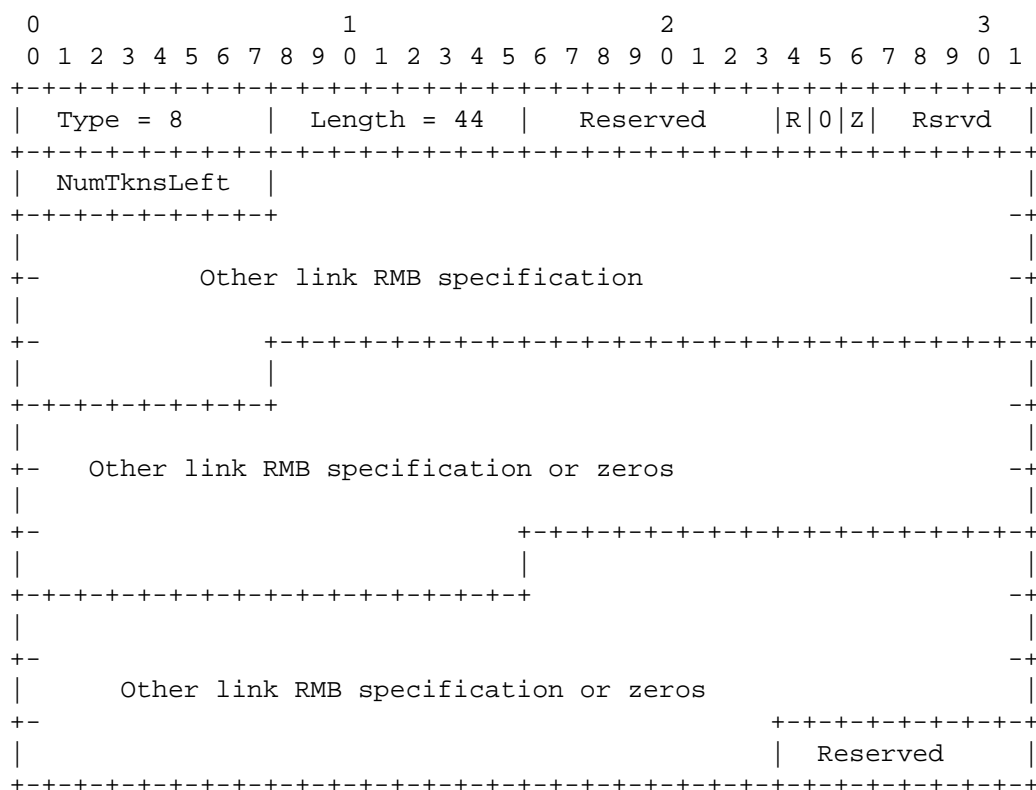 0                   1                   2                   3
 0 1 2 3 4 5 6 7 8 9 0 1 2 3 4 5 6 7 8 9 0 1 2 3 4 5 6 7 8 9 0 1
+-+-+-+-+-+-+-+-+-+-+-+-+-+-+-+-+-+-+-+-+-+-+-+-+-+-+-+-+-+-+-+-+
|  Type = 8     |  Length = 44  |   Reserved    |R|0|Z|  Rsrvd  |
+-+-+-+-+-+-+-+-+-+-+-+-+-+-+-+-+-+-+-+-+-+-+-+-+-+-+-+-+-+-+-+-+
|  NumTknsLeft  |                                               |
+-+-+-+-+-+-+-+-+                                              -+
|                                                               |
+-          Other link RMB specification                       -+
|                                                               |
+-              +-+-+-+-+-+-+-+-+-+-+-+-+-+-+-+-+-+-+-+-+-+-+-+-+
|               |                                               |
+-+-+-+-+-+-+-+-+                                              -+
|                                                               |
+-   Other link RMB specification or zeros                     -+
|                                                               |
+-                              +-+-+-+-+-+-+-+-+-+-+-+-+-+-+-+-+
|                               |                               |
+-+-+-+-+-+-+-+-+-+-+-+-+-+-+-+-+                              -+
|                                                               |
+-                                                             -+
|      Other link RMB specification or zeros                    |
+-                                              +-+-+-+-+-+-+-+-+
|                                               |  Reserved     |
+-+-+-+-+-+-+-+-+-+-+-+-+-+-+-+-+-+-+-+-+-+-+-+-+-+-+-+-+-+-+-+-+